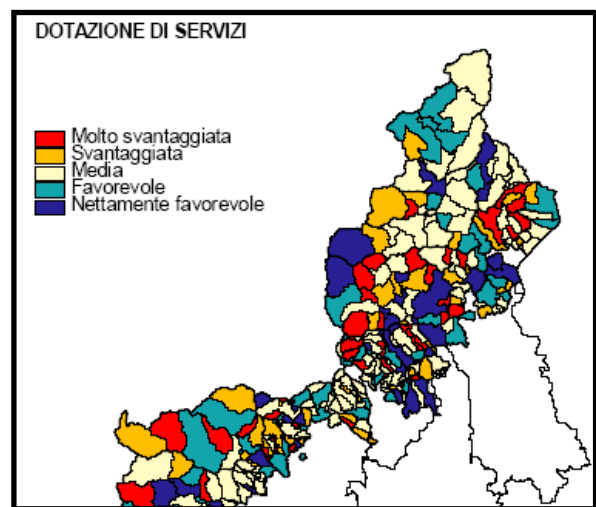 DOTAZIONE DI SERVIZI
Molto svantaggiata
Svantaggiata
Media
Favorevole
Nettamente favorevole